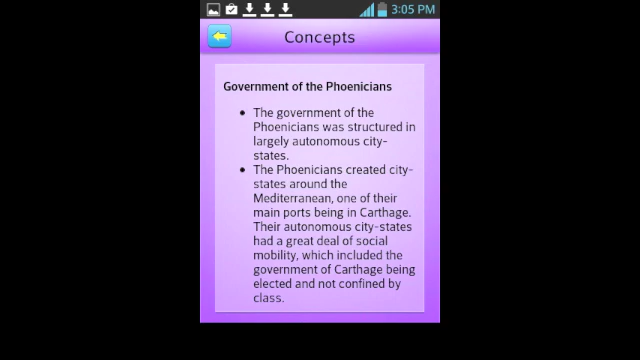 3:05 PM
Concepts
Government of the Phoenicians
• The government of the
Phoenicians was structured in
largely autonomous city-
states.
• The Phoenicians created city-
states around the
Mediterranean, one of their
main ports being in Carthage.
Their autonomous city-states
had a great deal of social
mobility, which included the
government of Carthage being
elected and not confined by
class.